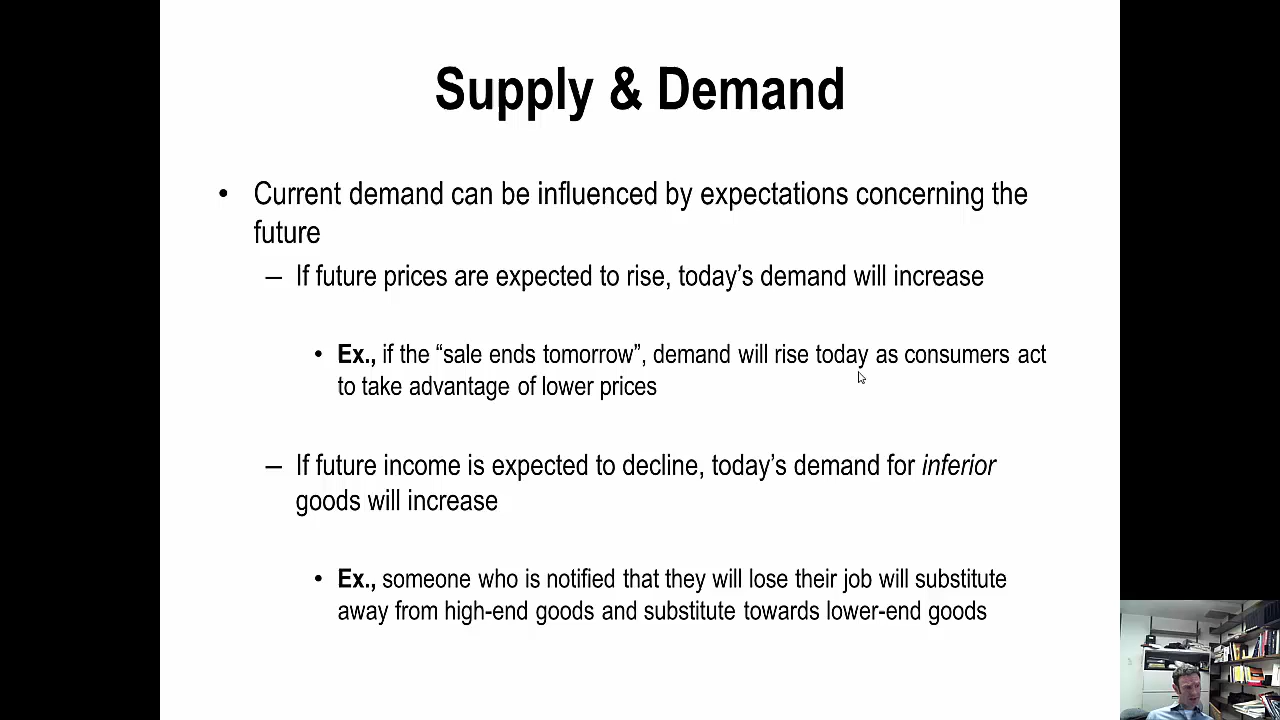 Supply & Demand
• Current demand can be influenced by expectations concerning the
future
– If future prices are expected to rise, today’s demand will increase
• Ex., if the “sale ends tomorrow”, demand will rise today as consumers act
to take advantage of lower prices
– If future income is expected to decline, today’s demand for inferior
goods will increase
• Ex., someone who is notified that they will lose their job will substitute
away from high-end goods and substitute towards lower-end goods